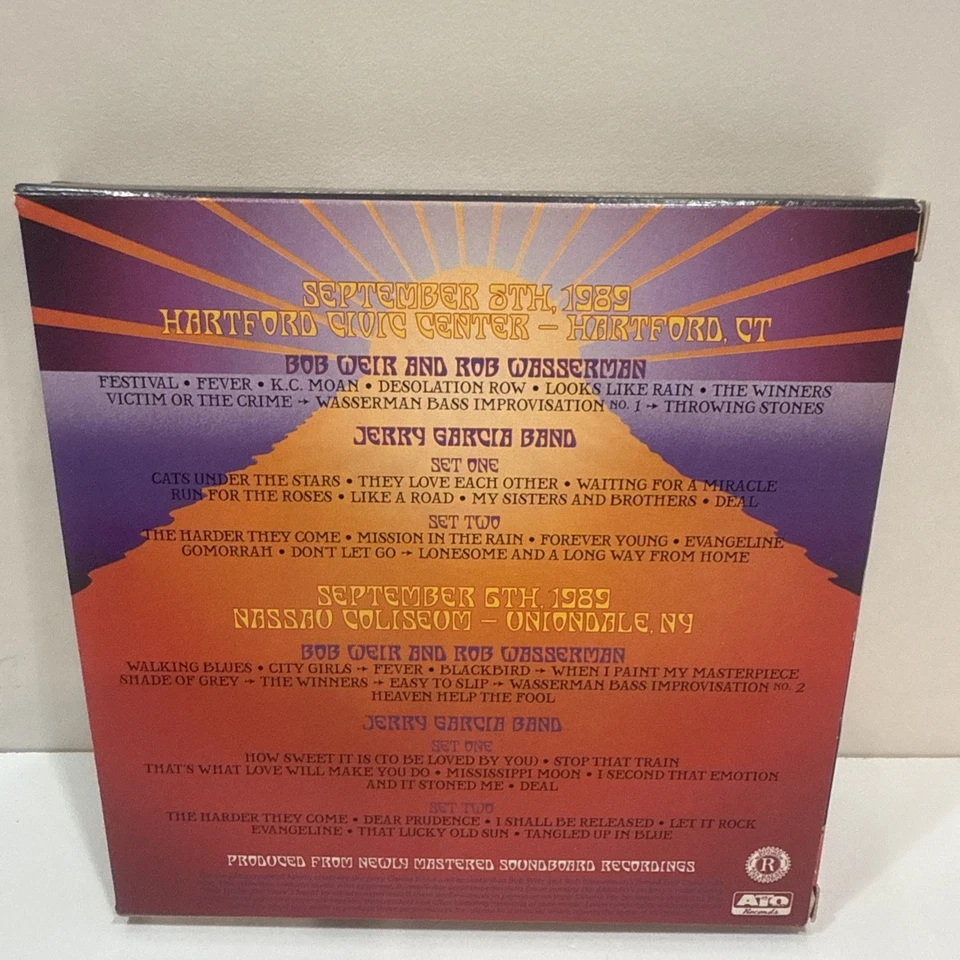 SEPTEMBER 5TH, 1989
HARTFORD CIVIC CENTER – HARTFORD, CT
BOB WEIR AND ROB WASSERMAN
FESTIVAL • FEVER • K.C. MOAN • DESOLATION ROW • LOOKS LIKE RAIN • THE WINNERS
VICTIM OR THE CRIME → WASSERMAN BASS IMPROVISATION NO. 1 → THROWING STONES
JERRY GARCIA BAND
SET ONE
CATS UNDER THE STARS • THEY LOVE EACH OTHER • WAITING FOR A MIRACLE
RUN FOR THE ROSES • LIKE A ROAD • MY SISTERS AND BROTHERS • DEAL
SET TWO
THE HARDER THEY COME • MISSION IN THE RAIN • FOREVER YOUNG • EVANGELINE
GOMORRAH • DON'T LET GO → LONESOME AND A LONG WAY FROM HOME
SEPTEMBER 6TH, 1989
NASSAU COLISEUM – UNIONDALE, NY
BOB WEIR AND ROB WASSERMAN
WALKING BLUES • CITY GIRLS → FEVER • BLACKBIRD → WHEN I PAINT MY MASTERPIECE
SHADE OF GREY → THE WINNERS → EASY TO SLIP → WASSERMAN BASS IMPROVISATION NO. 2
HEAVEN HELP THE FOOL
JERRY GARCIA BAND
SET ONE
HOW SWEET IT IS (TO BE LOVED BY YOU) • STOP THAT TRAIN
THAT'S WHAT LOVE WILL MAKE YOU DO • MISSISSIPPI MOON • I SECOND THAT EMOTION
AND IT STONED ME • DEAL
SET TWO
THE HARDER THEY COME • DEAR PRUDENCE • I SHALL BE RELEASED • LET IT ROCK
EVANGELINE • THAT LUCKY OLD SUN • TANGLED UP IN BLUE
PRODUCED FROM NEWLY MASTERED SOUNDBOARD RECORDINGS
R
ATO
Records